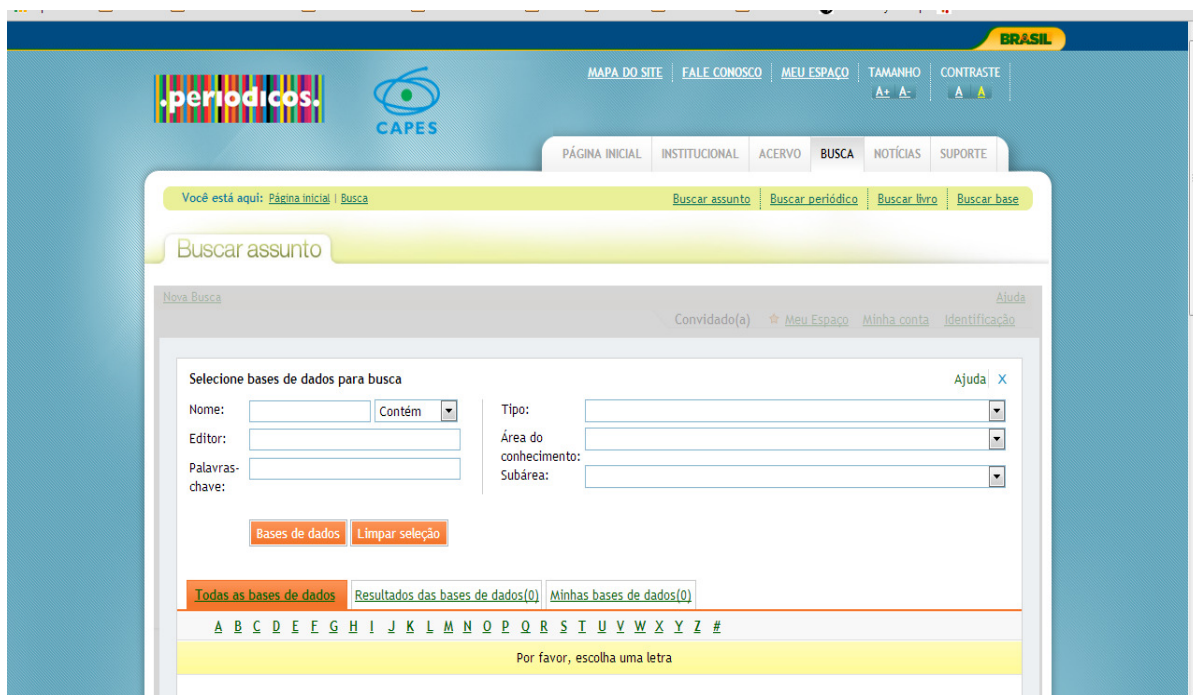 BRASIL
MAPA DO SITE FALE CONOSCO MEU ESPAÇO TAMANHO CONTRASTE
A+ A- A A
.periodicos.
CAPES
PÁGINA INICIAL INSTITUCIONAL ACERVO BUSCA NOTÍCIAS SUPORTE
Você está aqui: Página inicial | Busca Buscar assunto Buscar periódico Buscar livro Buscar base
Buscar assunto
Nova Busca Ajuda
Convidado(a) Meu Espaço Minha conta Identificação
Selecione bases de dados para busca Ajuda X
Nome: Contém Tipo:
Editor: Área do conhecimento:
Palavras-chave: Subárea:
Bases de dados Limpar seleção
Todas as bases de dados Resultados das bases de dados(0) Minhas bases de dados(0)
A B C D E F G H I J K L M N O P Q R S T U V W X Y Z #
Por favor, escolha uma letra